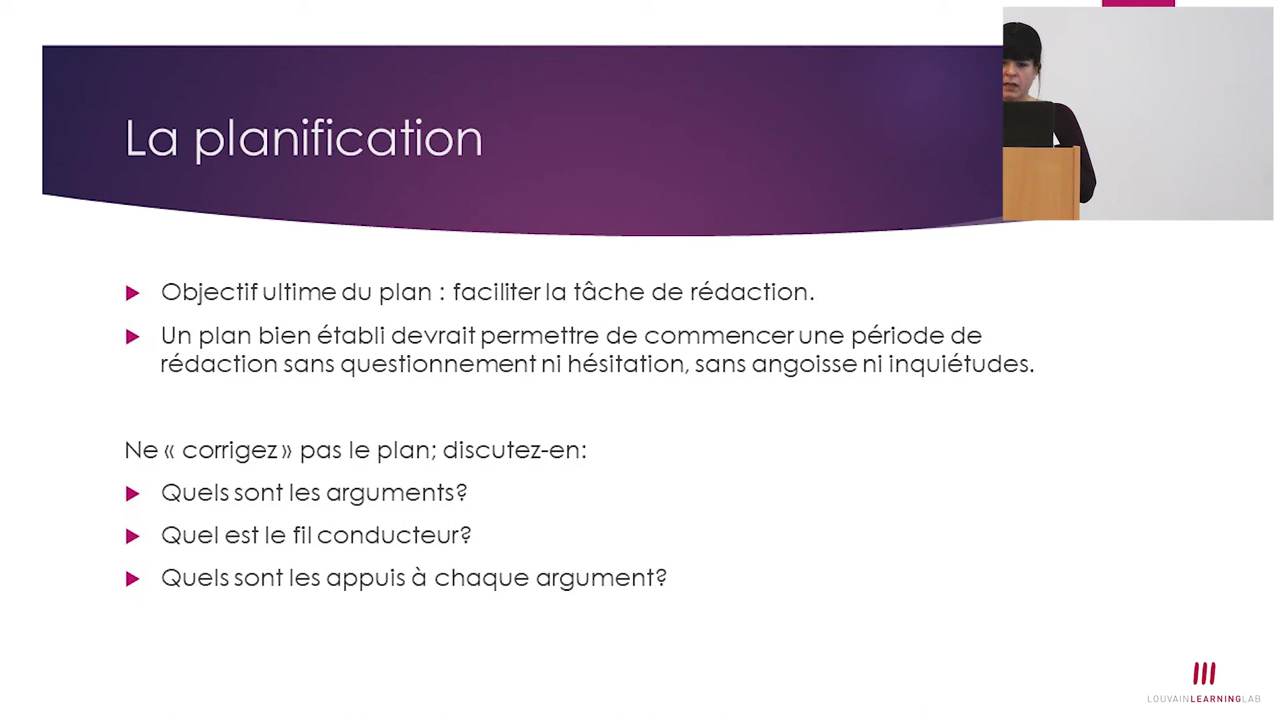 La planification
Objectif ultime du plan : faciliter la tâche de rédaction.
Un plan bien établi devrait permettre de commencer une période de
rédaction sans questionnement ni hésitation, sans angoisse ni inquiétudes.
Ne « corrigez » pas le plan; discutez-en:
Quels sont les arguments?
Quel est le fil conducteur?
Quels sont les appuis à chaque argument?
LOUVAINLEARNINGLAB